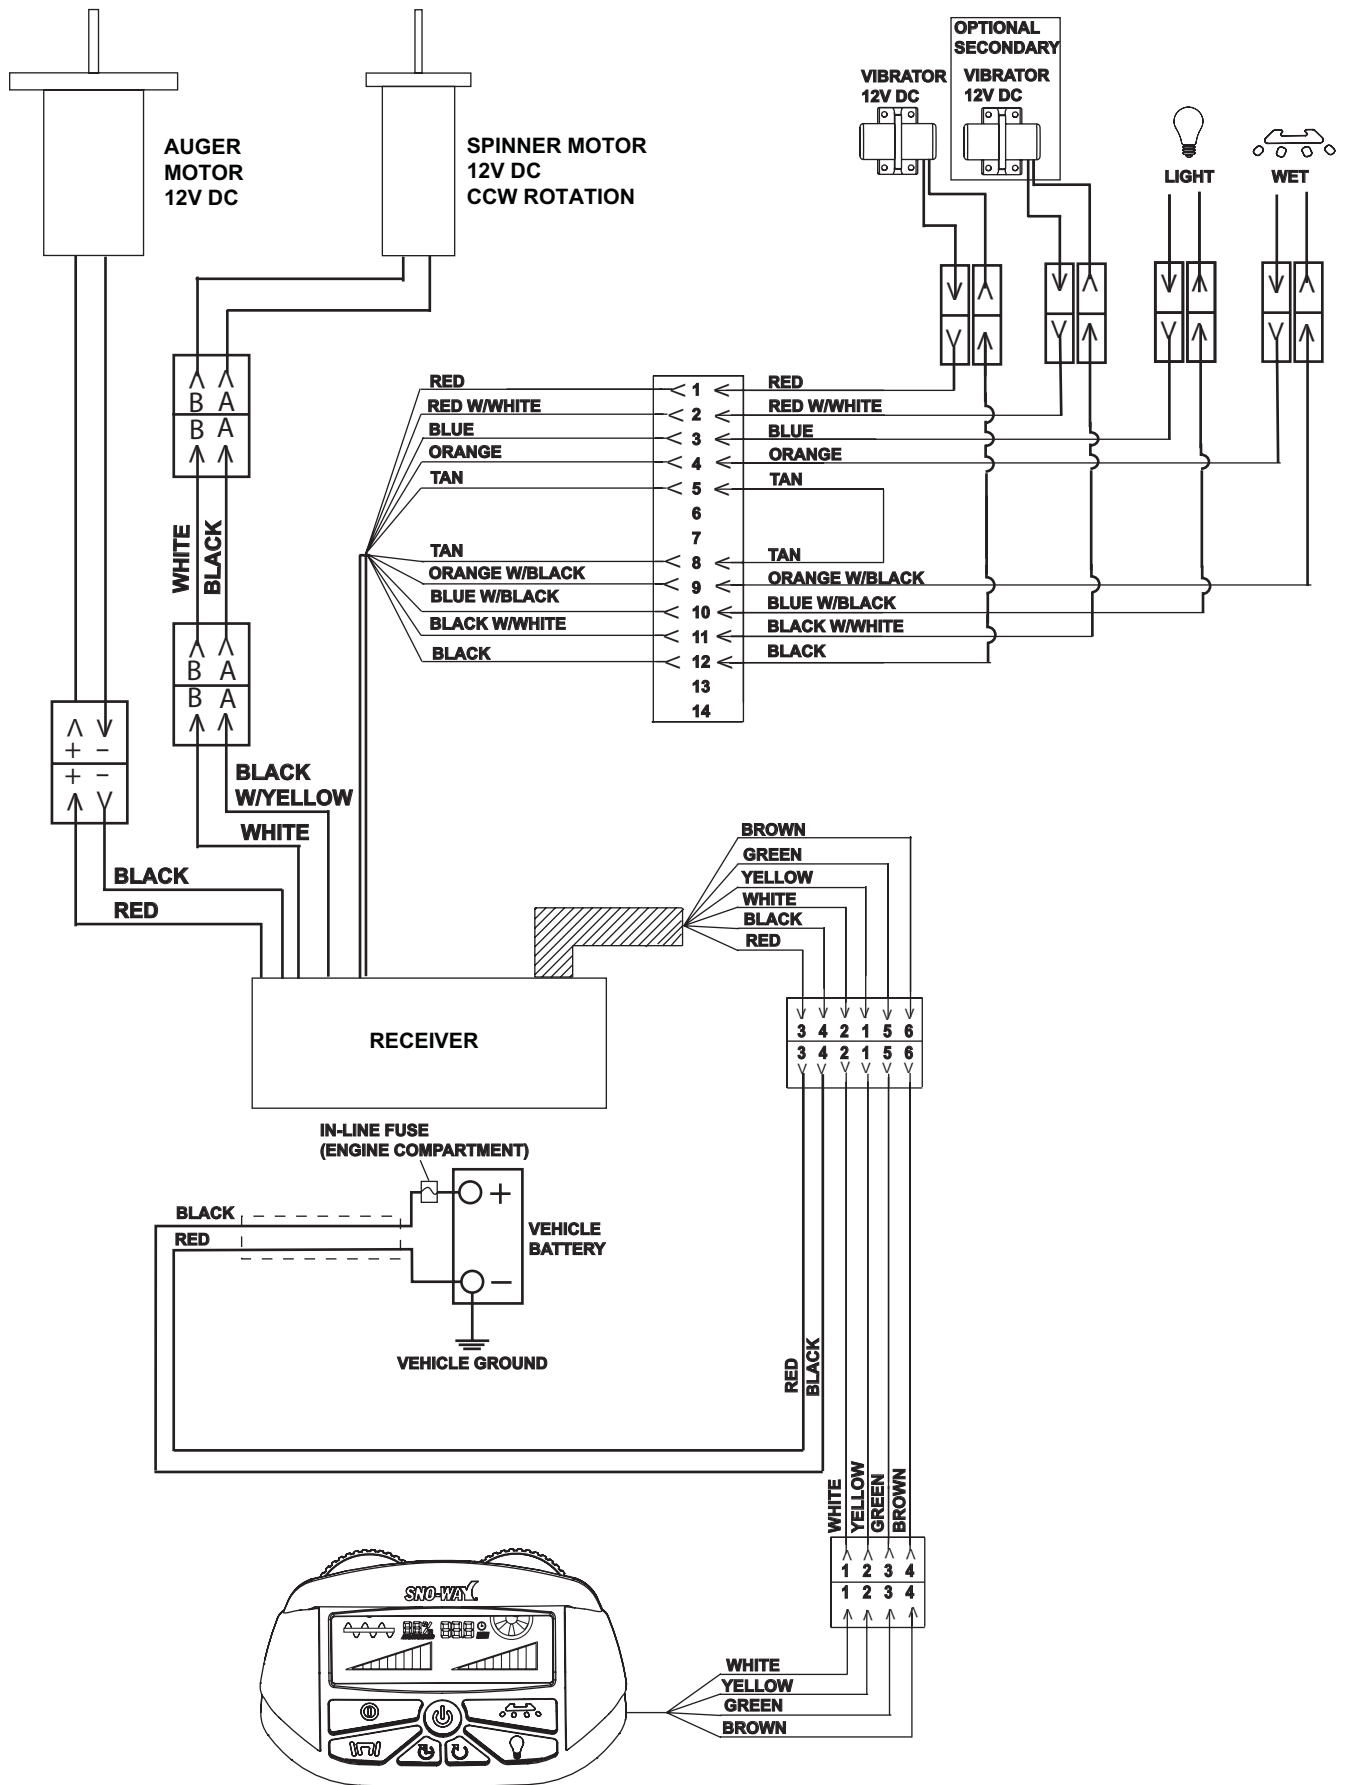 OPTIONAL
SECONDARY
VIBRATOR
12V DC
VIBRATOR
12V DC
AUGER
MOTOR
12V DC
SPINNER MOTOR
12V DC
CCW ROTATION
LIGHT
WET
B A
B A
WHITE
BLACK
B A
B A
+ -
+ -
BLACK
W/YELLOW
WHITE
BLACK
RED
RED 1 RED
RED W/WHITE 2 RED W/WHITE
BLUE 3 BLUE
ORANGE 4 ORANGE
TAN 5 TAN
6
7
TAN 8 TAN
ORANGE W/BLACK 9 ORANGE W/BLACK
BLUE W/BLACK 10 BLUE W/BLACK
BLACK W/WHITE 11 BLACK W/WHITE
BLACK 12 BLACK
13
14
BROWN
GREEN
YELLOW
WHITE
BLACK
RED
3 4 2 1 5 6
3 4 2 1 5 6
RECEIVER
IN-LINE FUSE
(ENGINE COMPARTMENT)
+
BLACK
RED
VEHICLE
BATTERY
−
VEHICLE GROUND
RED
BLACK
WHITE
YELLOW
GREEN
BROWN
1 2 3 4
1 2 3 4
SNO-WAY
WHITE
YELLOW
GREEN
BROWN